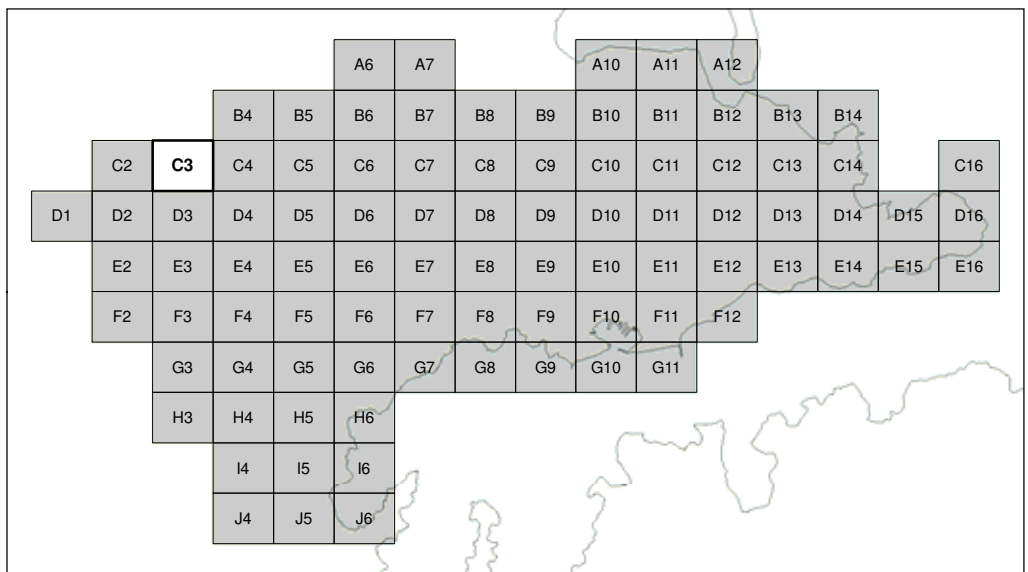 A6 A7 A10 A11 A12
B4 B5 B6 B7 B8 B9 B10 B11 B12 B13 B14
C2 C3 C4 C5 C6 C7 C8 C9 C10 C11 C12 C13 C14 C16
D1 D2 D3 D4 D5 D6 D7 D8 D9 D10 D11 D12 D13 D14 D15 D16
E2 E3 E4 E5 E6 E7 E8 E9 E10 E11 E12 E13 E14 E15 E16
F2 F3 F4 F5 F6 F7 F8 F9 F10 F11 F12
G3 G4 G5 G6 G7 G8 G9 G10 G11
H3 H4 H5 H6
I4 I5 I6
J4 J5 J6